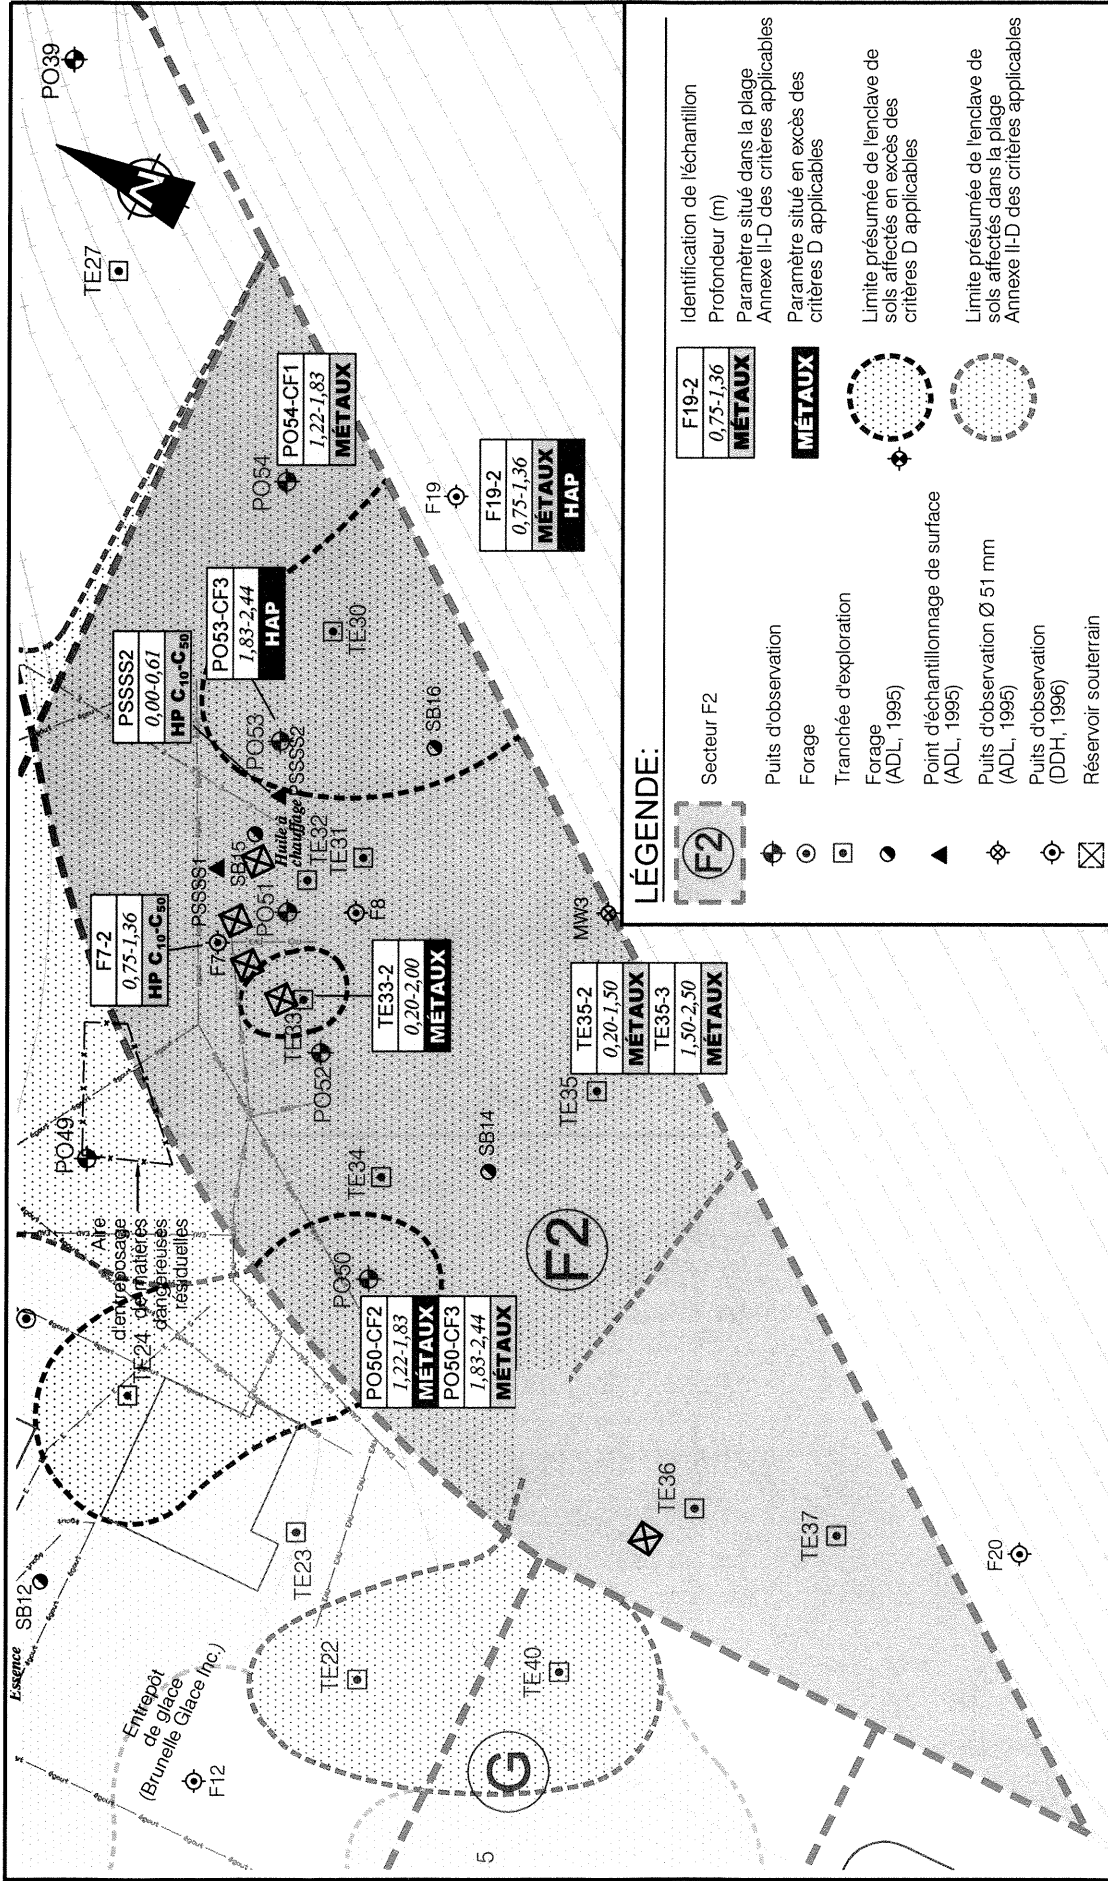 Essence
SB12
Entrepôt
de glace
(Brunelle Glace Inc.)
F12
5
G
TE22
TE40
TE23
TE24
Aire
d'entreposage
de matières
dangereuses
résiduelles
PO49
PO50
PO50-CF2
1,22-1,83
MÉTAUX
PO50-CF3
1,83-2,44
MÉTAUX
TE36
TE37
F20
F2
TE34
SB14
TE35
TE35-2
0,20-1,50
MÉTAUX
TE35-3
1,50-2,50
MÉTAUX
PO52
TE33
TE33-2
0,20-2,00
MÉTAUX
F7-2
0,75-1,36
HP C10-C50
F7
PSSSS1
SB15
PO51
Huile à
chauffage
TE32
TE31
F8
MW3
PSSSS2
PSSSS2
0,00-0,61
HP C10-C50
PO53
PO53-CF3
1,83-2,44
HAP
SB16
TE30
PO54
PO54-CF1
1,22-1,83
MÉTAUX
F19
F19-2
0,75-1,36
MÉTAUX
HAP
TE27
PO39
N
égout
égout
égout
égout
EAU
EAU
LÉGENDE:
F2
Secteur F2
Puits d'observation
Forage
Tranchée d'exploration
Forage
(ADL, 1995)
Point d'échantillonnage de surface
(ADL, 1995)
Puits d'observation Ø 51 mm
(ADL, 1995)
Puits d'observation
(DDH, 1996)
Réservoir souterrain
F19-2
0,75-1,36
MÉTAUX
Identification de l'échantillon
Profondeur (m)
Paramètre situé dans la plage
Annexe II-D des critères applicables
MÉTAUX
Paramètre situé en excès des
critères D applicables
Limite présumée de l'enclave de
sols affectés en excès des
critères D applicables
Limite présumée de l'enclave de
sols affectés dans la plage
Annexe II-D des critères applicables